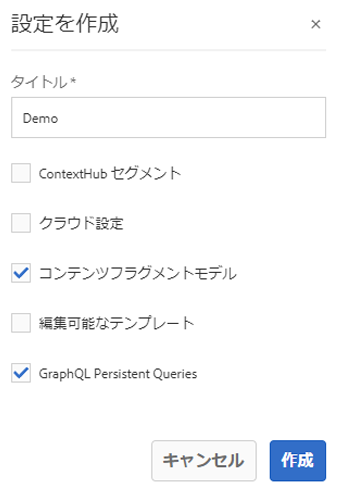 設定を作成
タイトル *
Demo
ContextHub セグメント
クラウド設定
コンテンツフラグメントモデル
編集可能なテンプレート
GraphQL Persistent Queries
キャンセル 作成